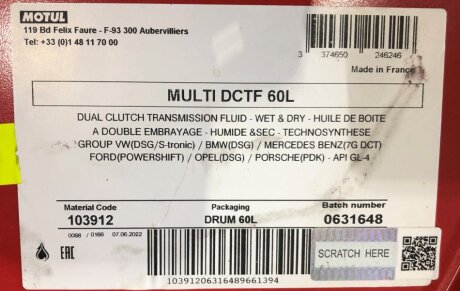 MOTUL
119 Bd Felix Faure - F-93 300 Aubervilliers
Tel: +33 (0)1 48 11 70 00
3 374650 246246
Made in France
MULTI DCTF 60L
DUAL CLUTCH TRANSMISSION FLUID - WET & DRY - HUILE DE BOITE
A DOUBLE EMBRAYAGE - HUMIDE &SEC - TECHNOSYNTHESE
GROUP VW(DSG/S-tronic) / BMW(DSG) / MERCEDES BENZ(7G DCT)
FORD(POWERSHIFT) / OPEL(DSG) / PORSCHE(PDK) - API GL-4
Material Code Packaging Batch number
103912 DRUM 60L 0631648
009B / 0166 07.06.2022
EAC
SCRATCH HERE
10391206316489661394